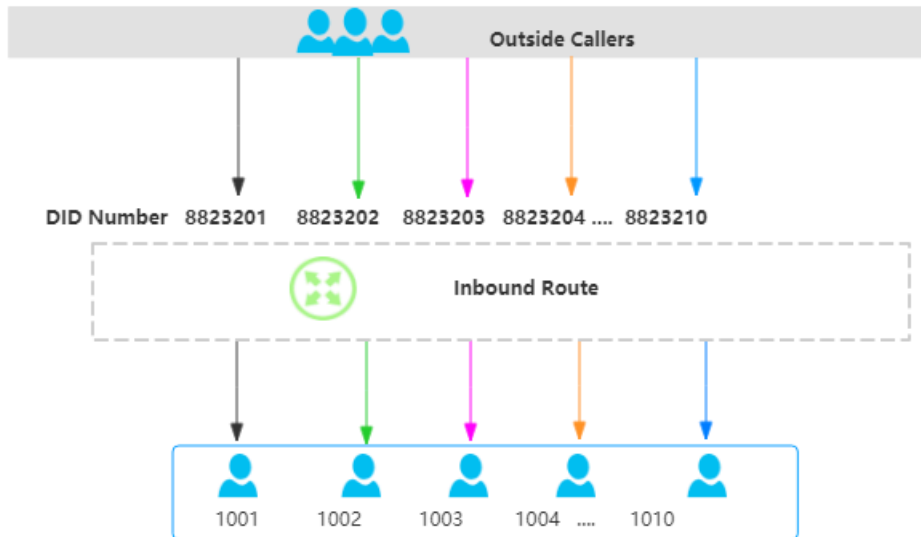 Outside Callers
DID Number 8823201 8823202 8823203 8823204 .... 8823210
Inbound Route
1001 1002 1003 1004 .... 1010